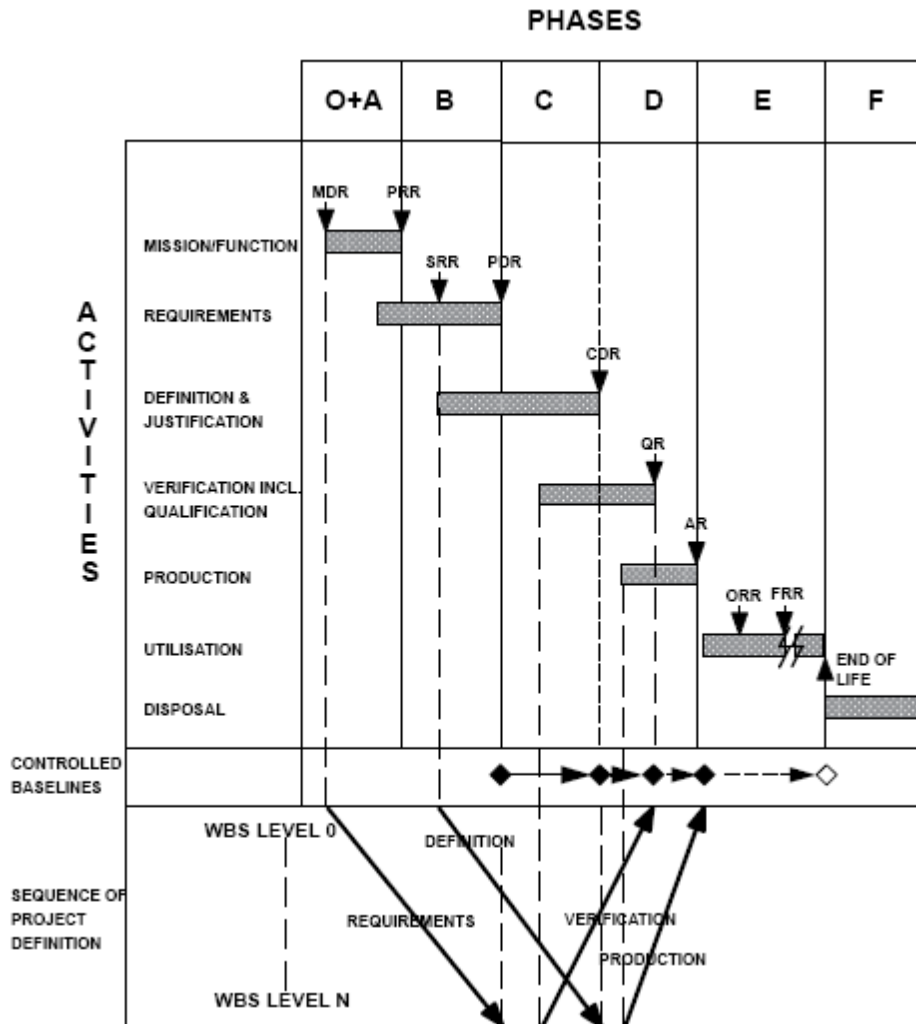 PHASES
O+A B C D E F
MDR PRR
MISSION/FUNCTION
SRR PDR
REQUIREMENTS
CDR
DEFINITION &
JUSTIFICATION
QR
VERIFICATION INCL.
QUALIFICATION
AR
PRODUCTION
ORR FRR
UTILISATION
END OF
LIFE
DISPOSAL
ACTIVITIES
CONTROLLED
BASELINES
WBS LEVEL 0
DEFINITION
SEQUENCE OF
PROJECT
DEFINITION
REQUIREMENTS
VERIFICATION
PRODUCTION
WBS LEVEL N